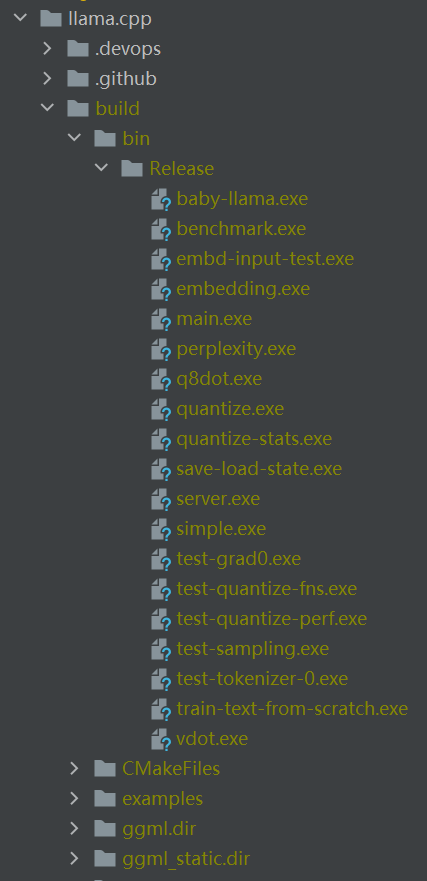 llama.cpp
.devops
.github
build
bin
Release
baby-llama.exe
benchmark.exe
embd-input-test.exe
embedding.exe
main.exe
perplexity.exe
q8dot.exe
quantize.exe
quantize-stats.exe
save-load-state.exe
server.exe
simple.exe
test-grad0.exe
test-quantize-fns.exe
test-quantize-perf.exe
test-sampling.exe
test-tokenizer-0.exe
train-text-from-scratch.exe
vdot.exe
CMakeFiles
examples
ggml.dir
ggml_static.dir